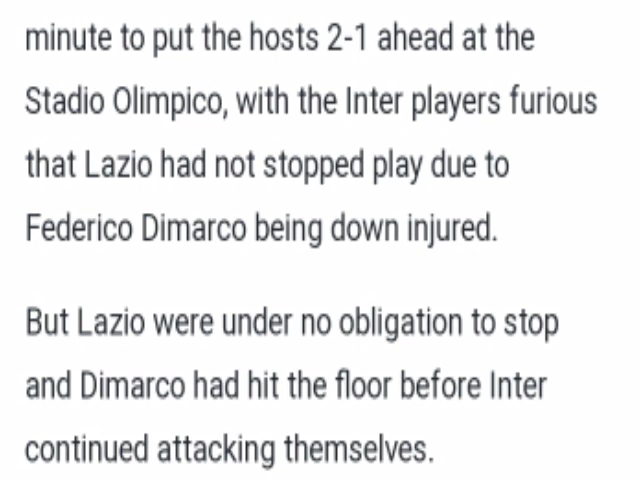 minute to put the hosts 2-1 ahead at the
Stadio Olimpico, with the Inter players furious
that Lazio had not stopped play due to
Federico Dimarco being down injured.
But Lazio were under no obligation to stop
and Dimarco had hit the floor before Inter
continued attacking themselves.